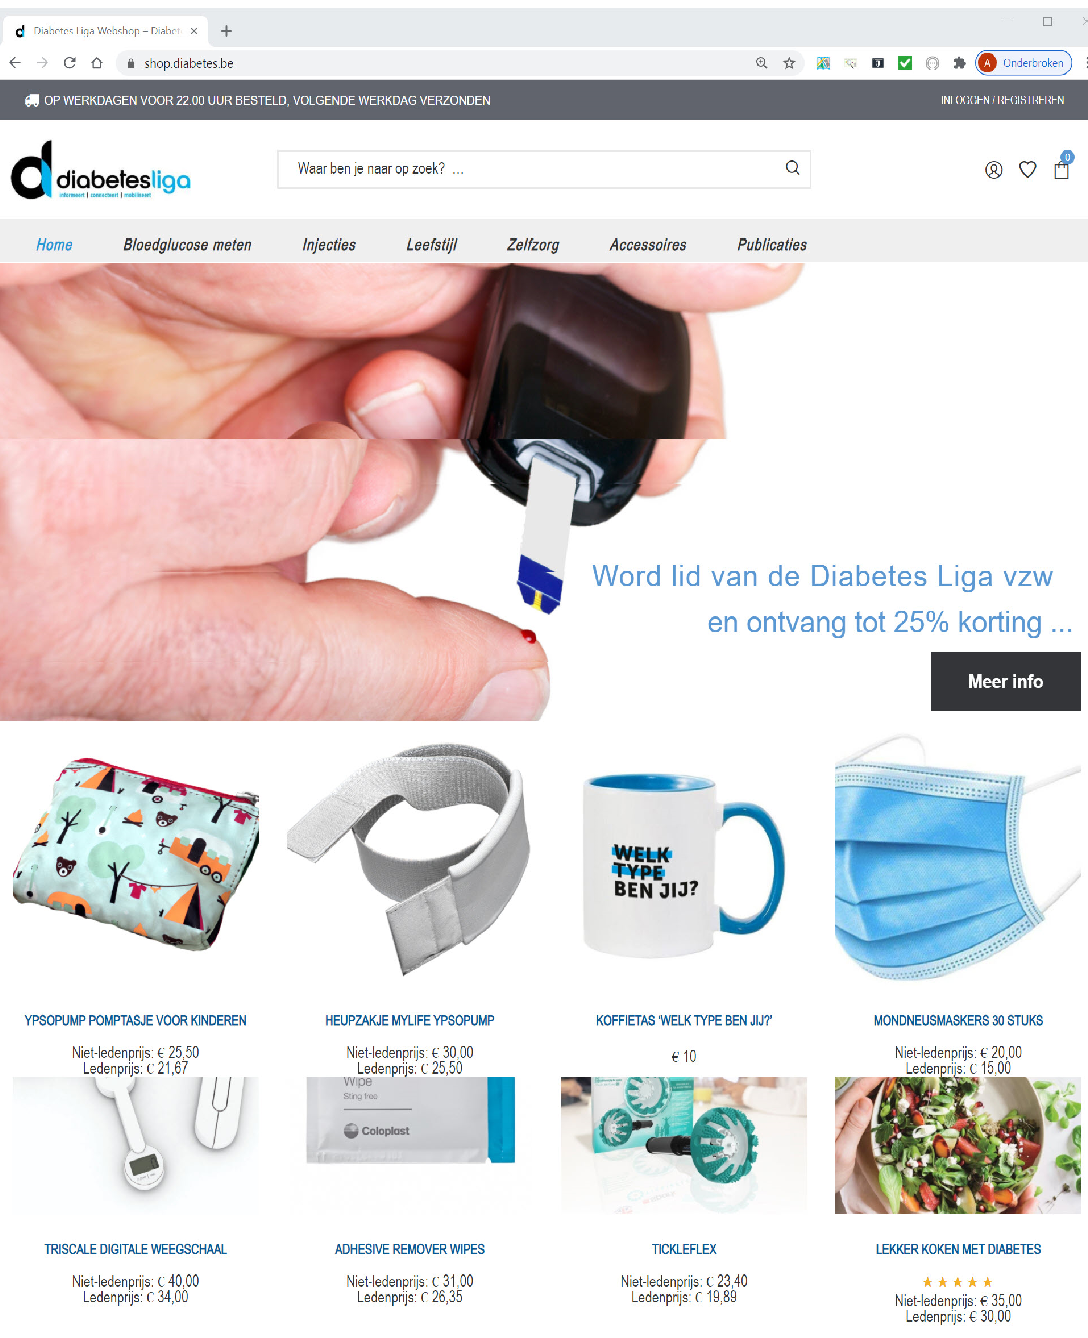 Diabetes Liga Webshop – Diabet
shop.diabetes.be
A Onderbroken
OP WERKDAGEN VOOR 22.00 UUR BESTELD, VOLGENDE WERKDAG VERZONDEN
INLOGGEN / REGISTREREN
diabetesliga
informeert | consulteert | mobiliseert
Waar ben je naar op zoek? ...
0
Home Bloedglucose meten Injecties Leefstijl Zelfzorg Accessoires Publicaties
Word lid van de Diabetes Liga vzw
en ontvang tot 25% korting ...
Meer info
WELK
TYPE
BEN JIJ?
YPSOPUMP POMPTASJE VOOR KINDEREN
Niet-ledenprijs: € 25,50
Ledenprijs: € 21,67
HEUPZAKJE MYLIFE YPSOPUMP
Niet-ledenprijs: € 30,00
Ledenprijs: € 25,50
KOFFIETAS ‘WELK TYPE BEN JIJ?’
€ 10
MONDNEUSMASKERS 30 STUKS
Niet-ledenprijs: € 20,00
Ledenprijs: € 15,00
Wipe
Sting free
Coloplast
TRISCALE DIGITALE WEEGSCHAAL
Niet-ledenprijs: € 40,00
Ledenprijs: € 34,00
ADHESIVE REMOVER WIPES
Niet-ledenprijs: € 31,00
Ledenprijs: € 26,35
TICKLEFLEX
Niet-ledenprijs: € 23,40
Ledenprijs: € 19,89
LEKKER KOKEN MET DIABETES
Niet-ledenprijs: € 35,00
Ledenprijs: € 30,00